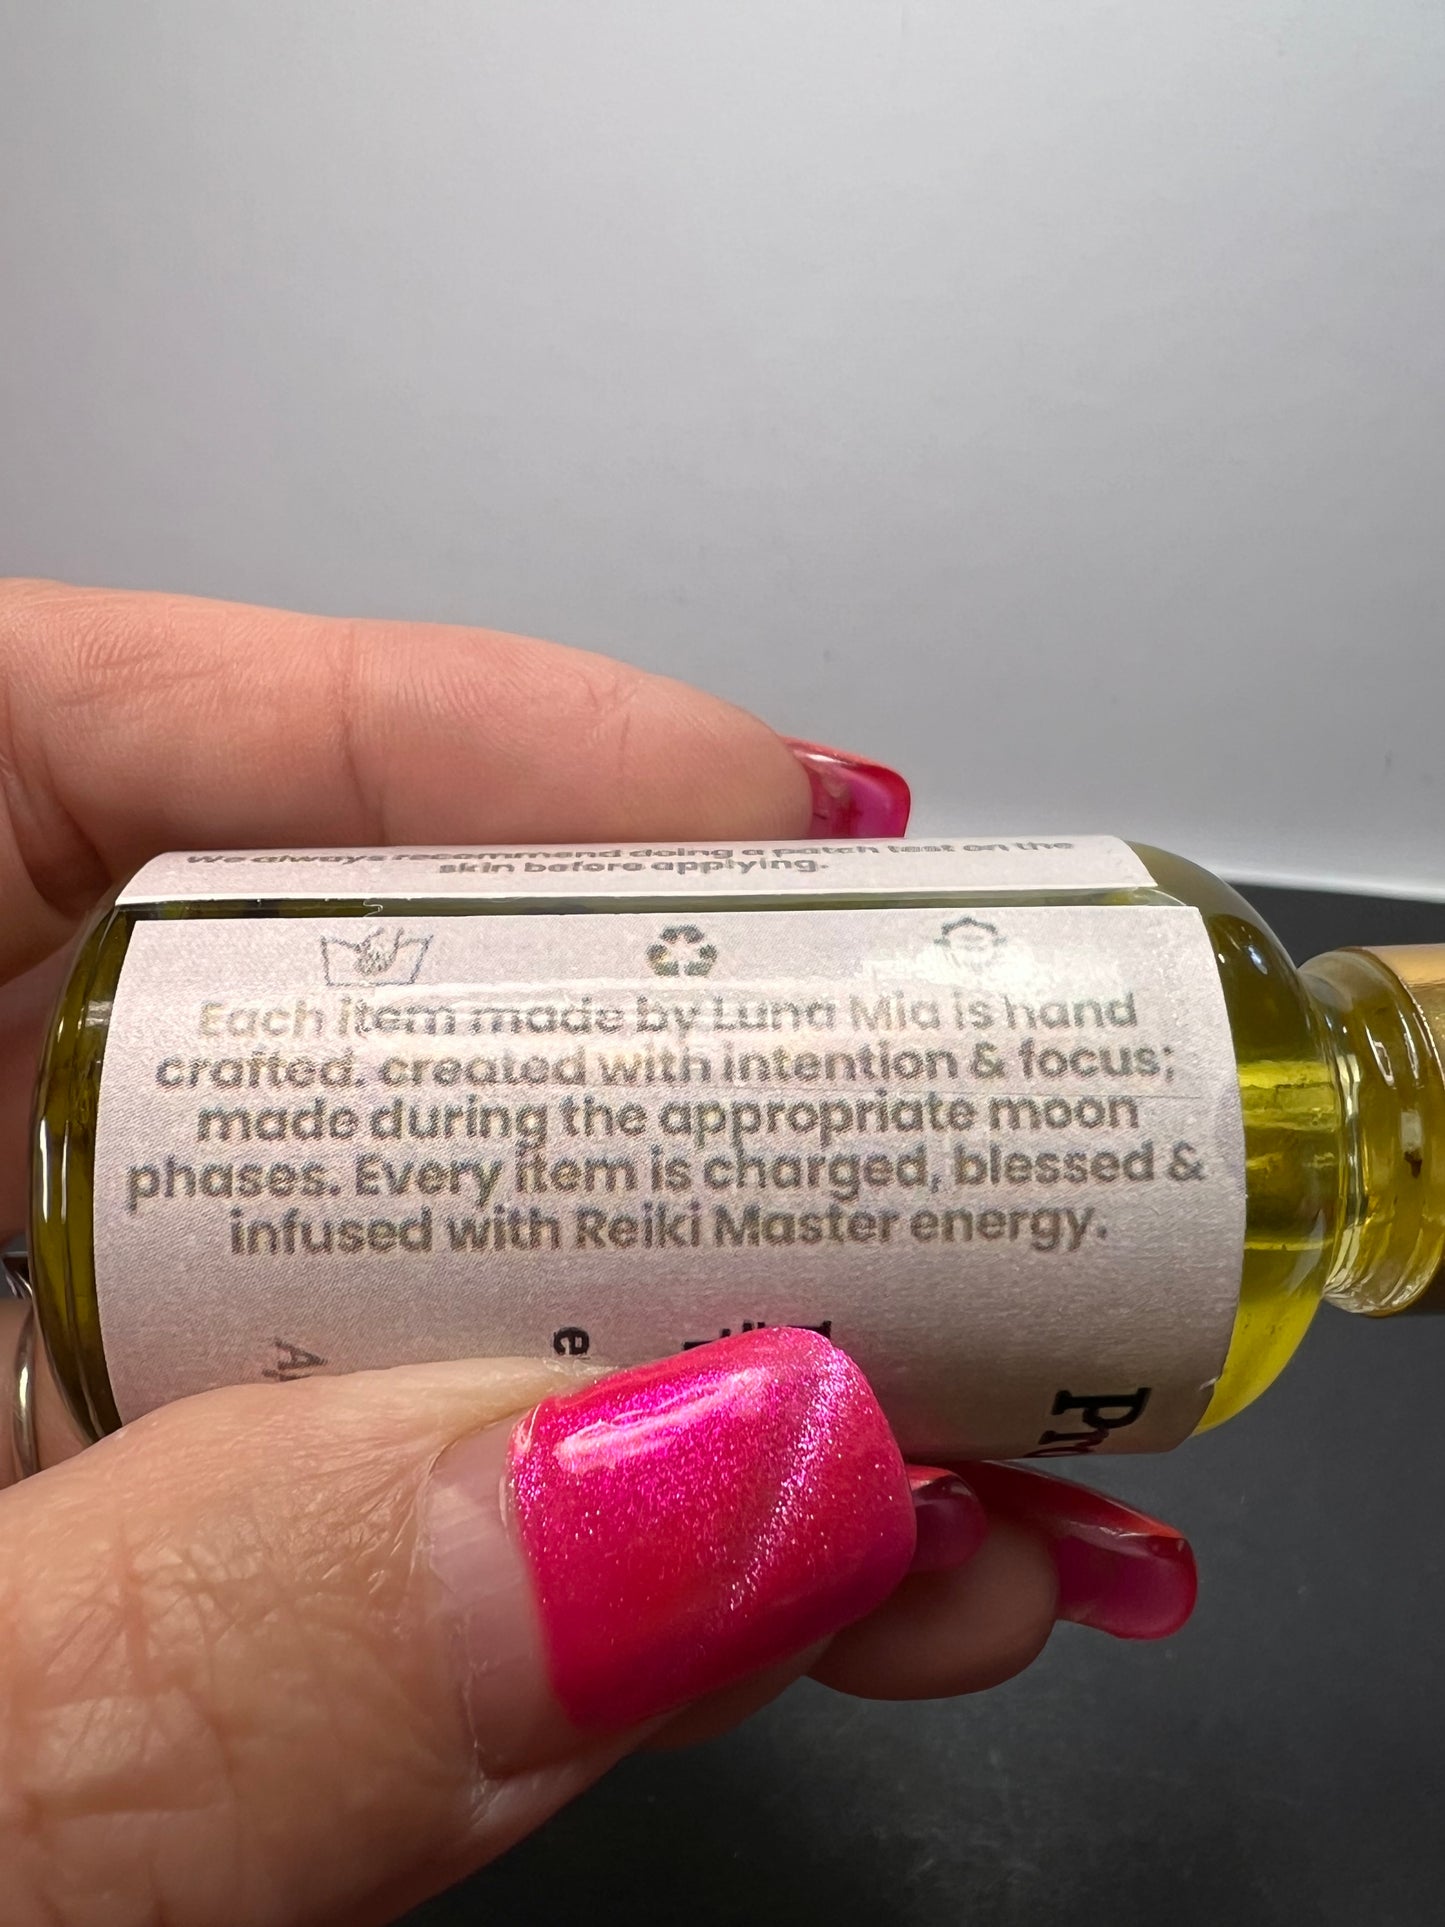 We always recommend doing a patch test on the
skin before applying.
Each item made by Luna Mia is hand
crafted. created with intention & focus;
made during the appropriate moon
phases. Every item is charged, blessed &
infused with Reiki Master energy.